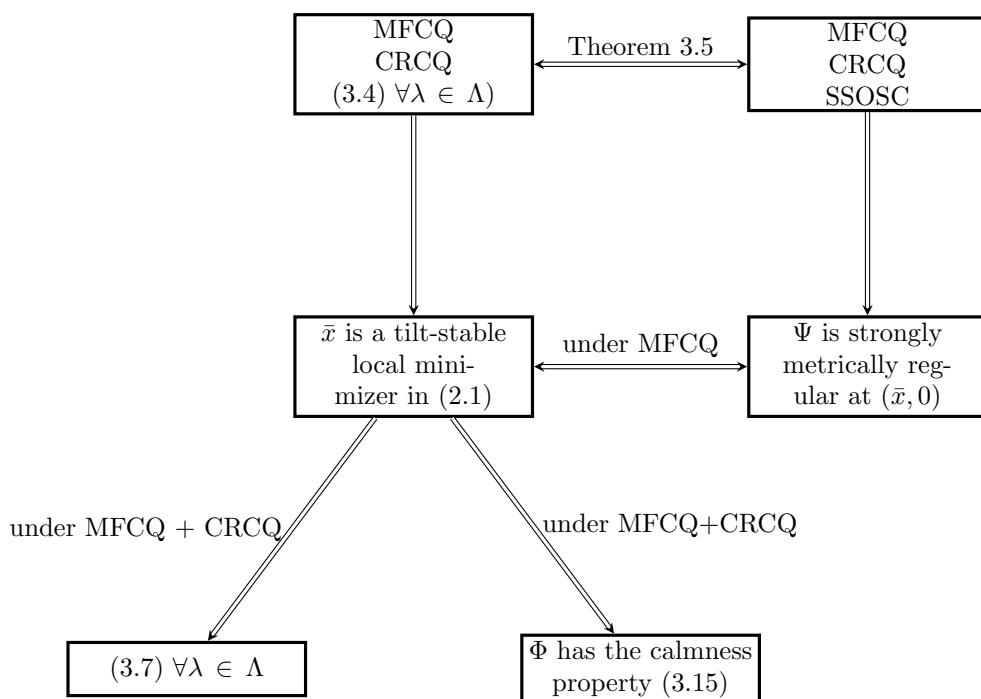 MFCQ
CRCQ
(3.4) ∀λ ∈ Λ)
Theorem 3.5
MFCQ
CRCQ
SSOSC
x̄ is a tilt-stable
local mini-
mizer in (2.1)
under MFCQ
Ψ is strongly
metrically reg-
ular at (x̄, 0)
under MFCQ + CRCQ
under MFCQ+CRCQ
(3.7) ∀λ ∈ Λ
Φ has the calmness
property (3.15)